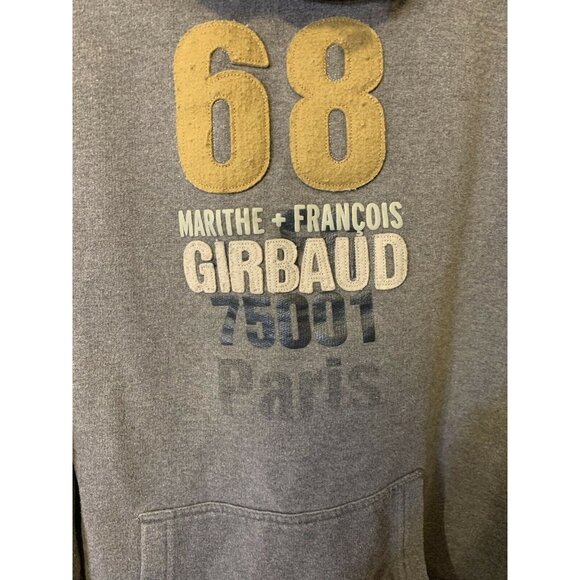 68
MARITHE + FRANÇOIS
GIRBAUD
75001
Paris